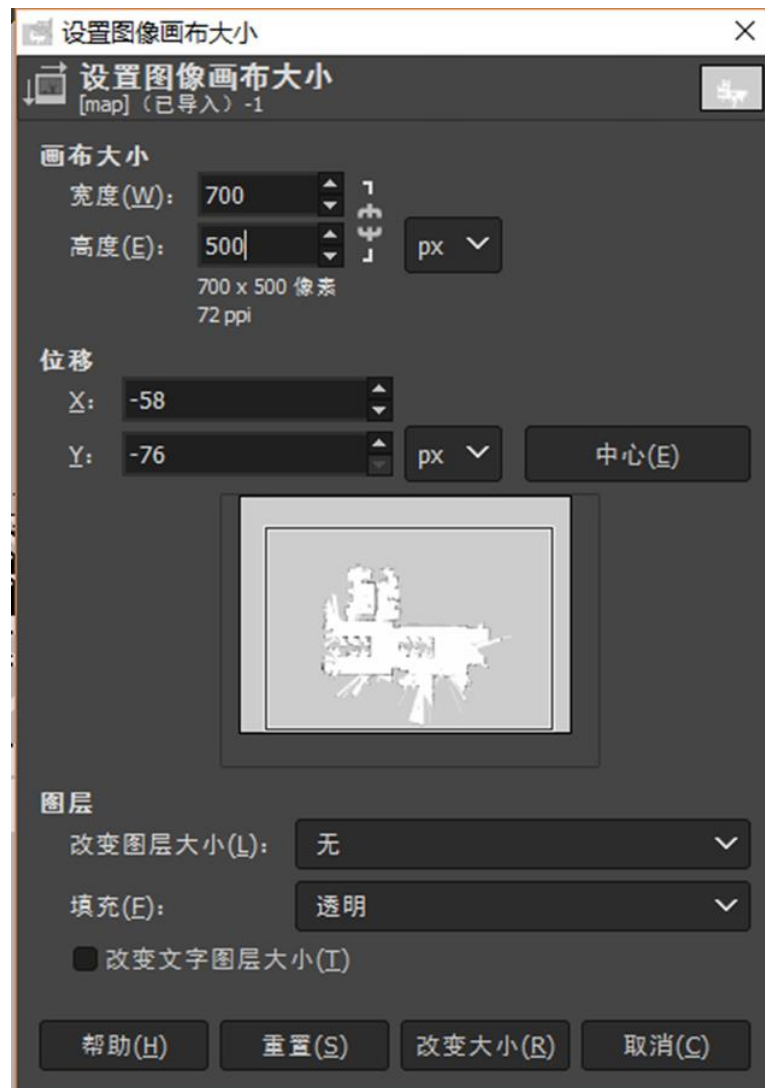 设置图像画布大小
设置图像画布大小
[map]（已导入）-1
画布大小
宽度(W)： 700
高度(E)： 500 px
700 x 500 像素
72 ppi
位移
X： -58
Y： -76 px 中心(E)
图层
改变图层大小(L)： 无
填充(F)： 透明
改变文字图层大小(T)
帮助(H) 重置(S) 改变大小(R) 取消(C)